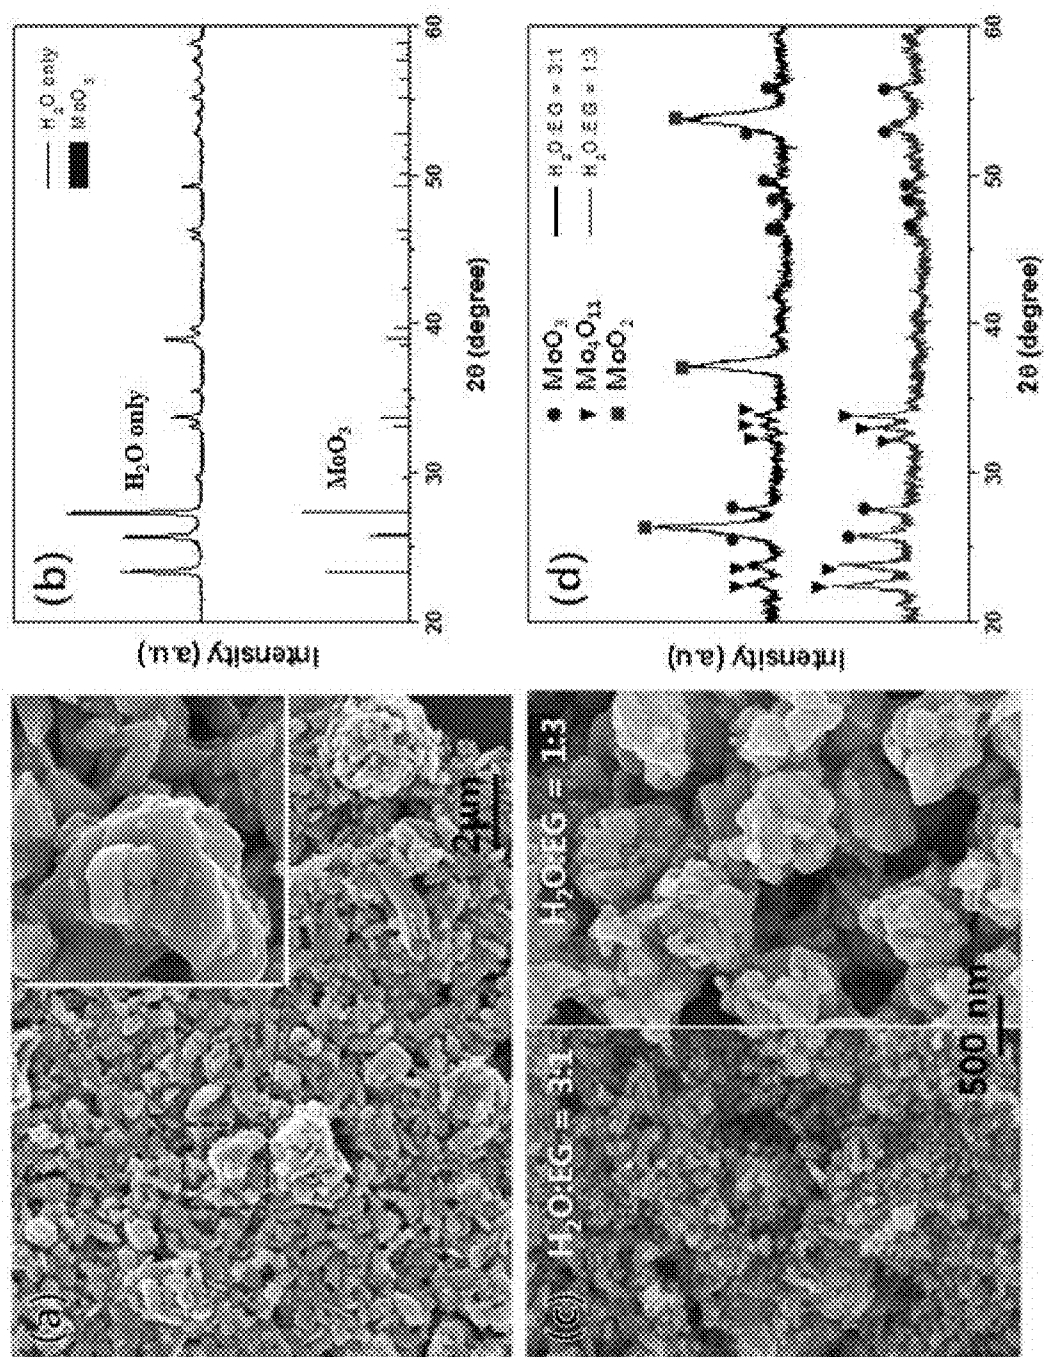 (a)
2μm
(b)
H₂O only
MoO₃
H₂O only
MoO₃
Intensity (a.u.)
20
30
40
50
60
2θ (degree)
(c)
H₂O:EG = 3:1
H₂O:EG = 1:3
500 nm
(d)
MoO₃
Mo₄O₁₁
MoO₂
H₂O:EG = 3:1
H₂O:EG = 1:3
Intensity (a.u)
20
30
40
50
60
2θ (degree)